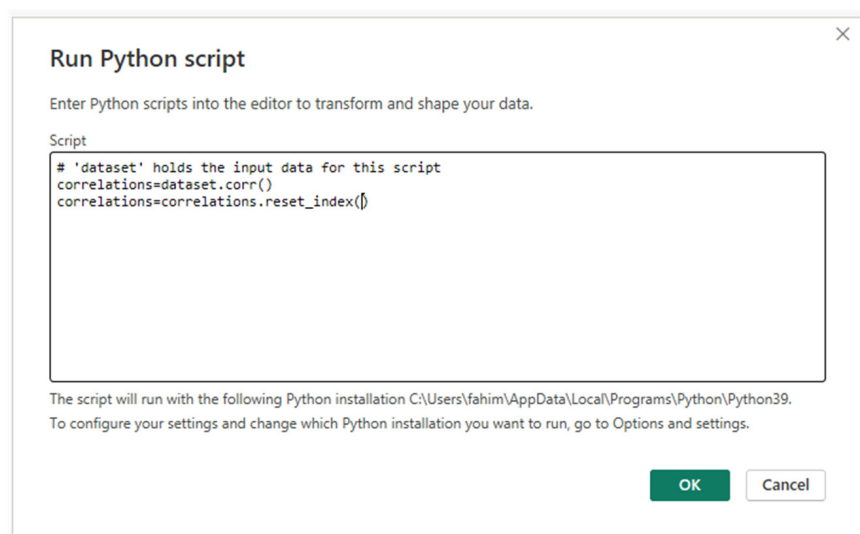 Run Python script
Enter Python scripts into the editor to transform and shape your data.
Script
# 'dataset' holds the input data for this script
correlations=dataset.corr()
correlations=correlations.reset_index()
The script will run with the following Python installation C:\Users\fahim\AppData\Local\Programs\Python\Python39.
To configure your settings and change which Python installation you want to run, go to Options and settings.
OK
Cancel